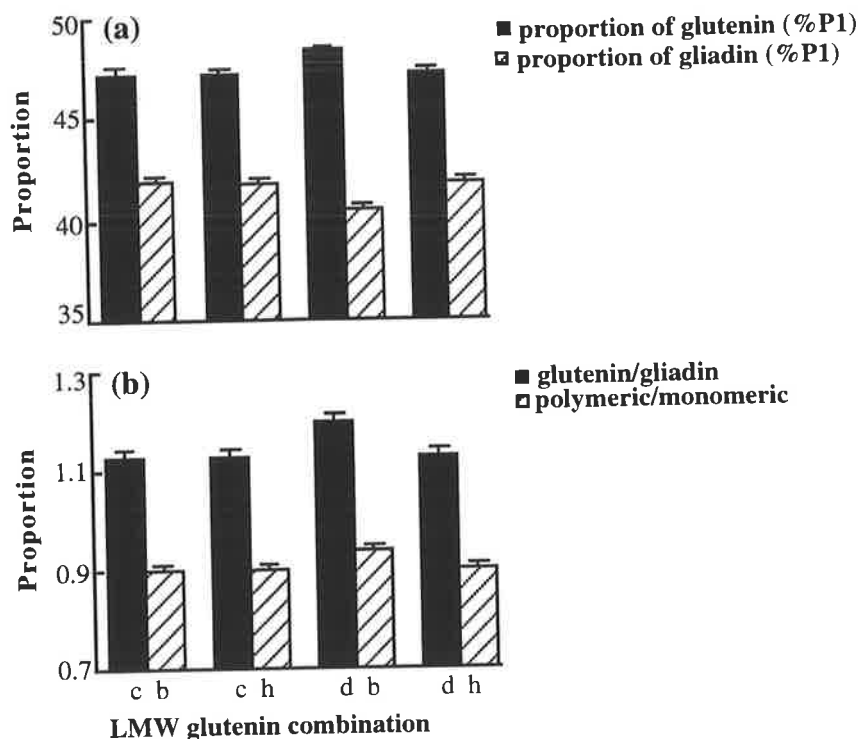 (a)
proportion of glutenin (%P1)
proportion of gliadin (%P1)
50
45
40
35
Proportion
(b)
glutenin/gliadin
polymeric/monomeric
1.3
1.1
0.9
0.7
Proportion
c b c h d b d h
LMW glutenin combination